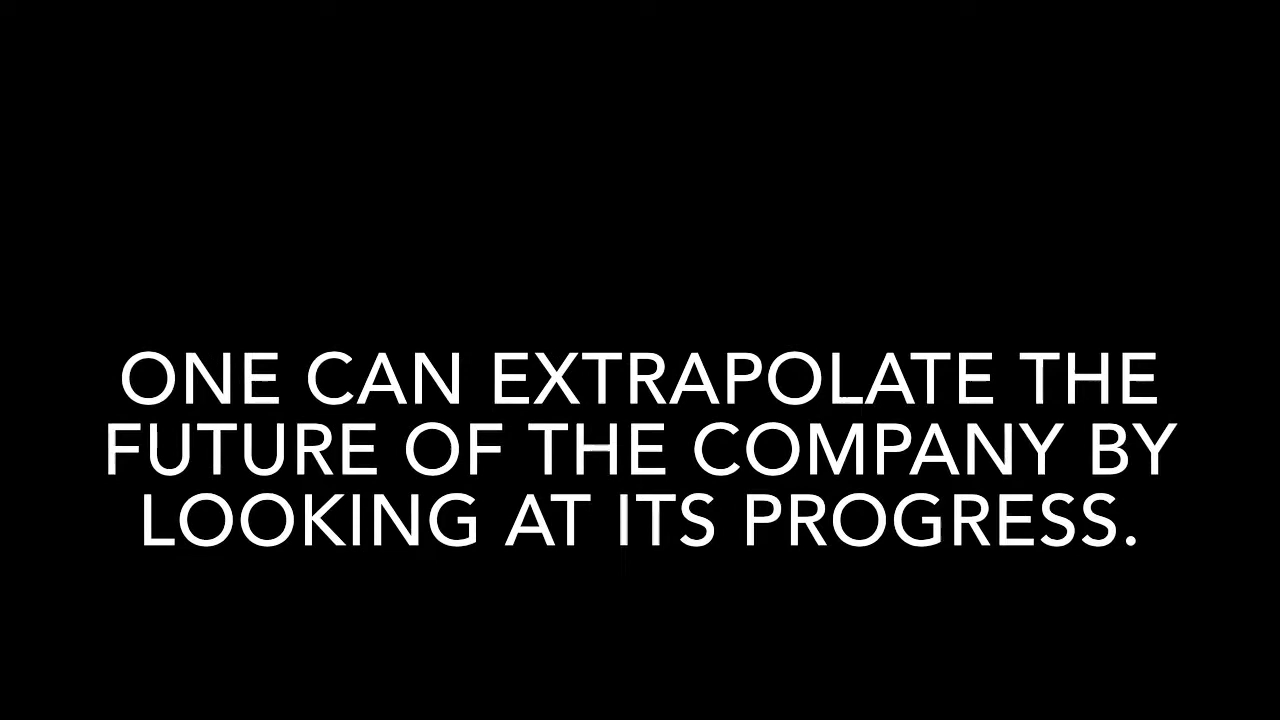 ONE CAN EXTRAPOLATE THE
FUTURE OF THE COMPANY BY
LOOKING AT ITS PROGRESS.